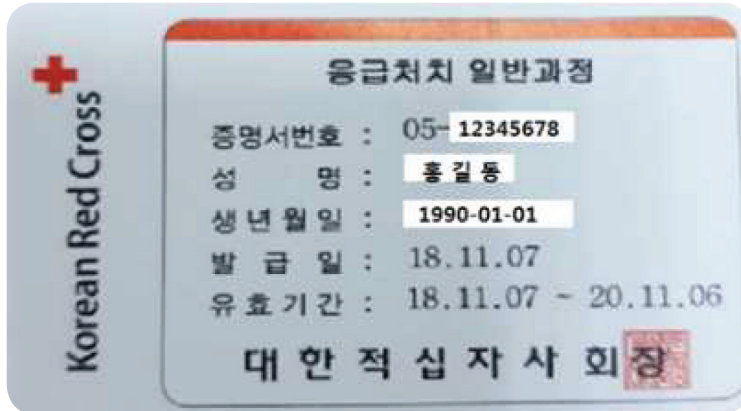 Korean Red Cross
응급처치 일반과정
증명서번호 : 05-12345678
성 명 : 홍 길 동
생년월일 : 1990-01-01
발 급 일 : 18.11.07
유효기간 : 18.11.07 ~ 20.11.06
대한적십자사회장